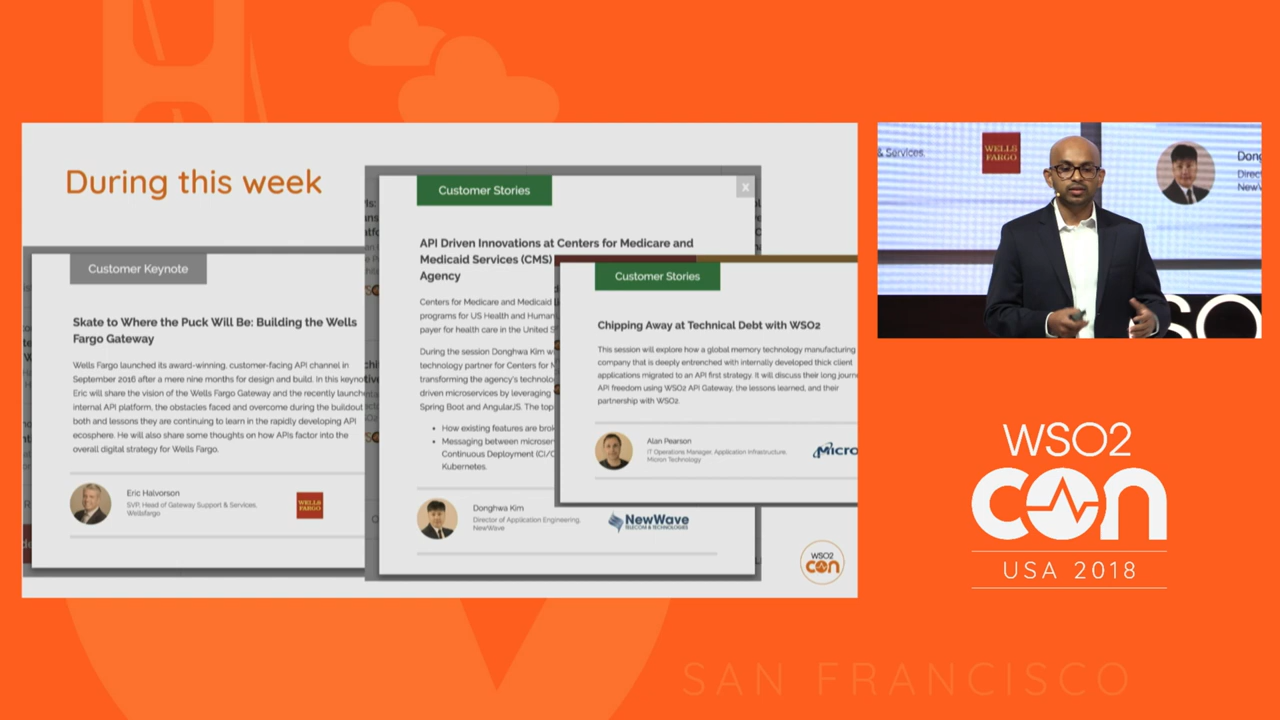 During this week
Customer Keynote
Skate to Where the Puck Will Be: Building the Wells
Fargo Gateway
Wells Fargo launched its award-winning, customer-facing API channel in
September 2016 after a mere nine months for design and build. In this keynote
Eric will share the vision of the Wells Fargo Gateway and the recently launche
internal API platform, the obstacles faced and overcome during the buildout
both and lessons they are continuing to learn in the rapidly developing API
ecosphere. He will also share some thoughts on how APIs factor into the
overall digital strategy for Wells Fargo.
Eric Halvorson
SVP, Head of Gateway Support & Services,
Wellsfargo
WELLS
FARGO
Customer Stories
X
API Driven Innovations at Centers for Medicare and
Medicaid Services (CMS)
Agency
Centers for Medicare and Medicaid
programs for US Health and Human
payer for health care in the United S
During the session Donghwa Kim w
technology partner for Centers for M
transforming the agency's technolo
driven microservices by leveraging
Spring Boot and AngularJS. The top
• How existing features are brok
• Messaging between microser
Continuous Deployment (CI/C
Kubernetes.
Donghwa Kim
Director of Application Engineering,
NewWave
NewWave
TELECOM & TECHNOLOGIES
Customer Stories
Chipping Away at Technical Debt with WSO2
This session will explore how a global memory technology manufacturing
company that is deeply entrenched with internally developed thick client
applications migrated to an API first strategy. It will discuss their long journe
API freedom using WSO2 API Gateway, the lessons learned, and their
partnership with WSO2.
Alan Pearson
IT Operations Manager, Application Infrastructure,
Micron Technology
Micro
WSO2
con
& Services,
WELLS
FARGO
Dong
Direc
NewW
SO
WSO2
con
USA 2018
SAN FRANCISCO